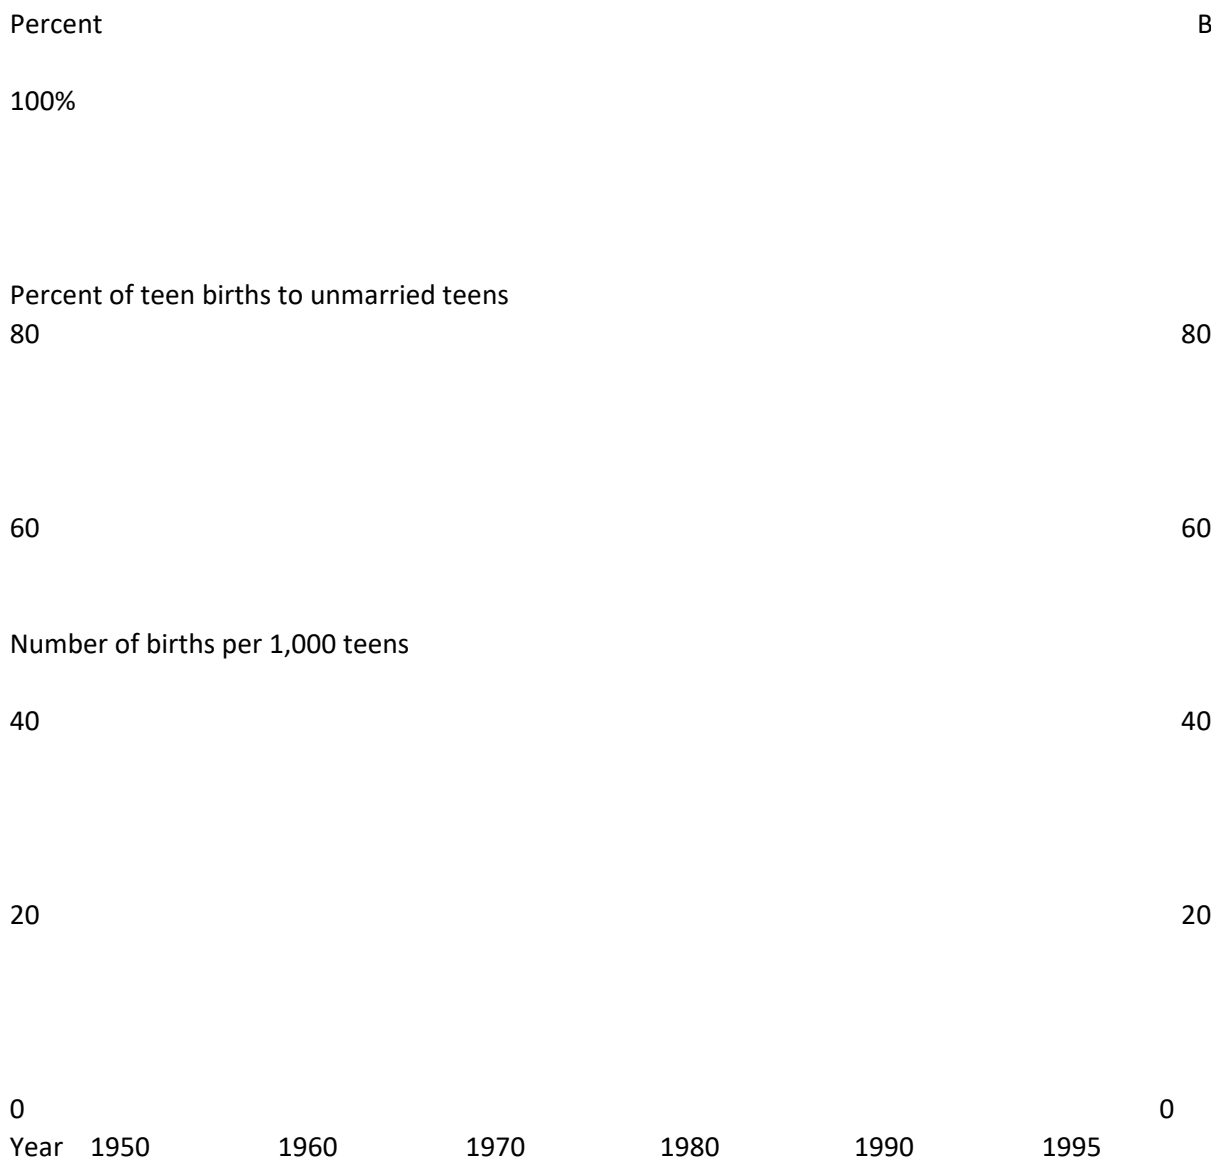 Percent B
100%
Percent of teen births to unmarried teens
80 80
60 60
Number of births per 1,000 teens
40 40
20 20
0 0
Year 1950 1960 1970 1980 1990 1995